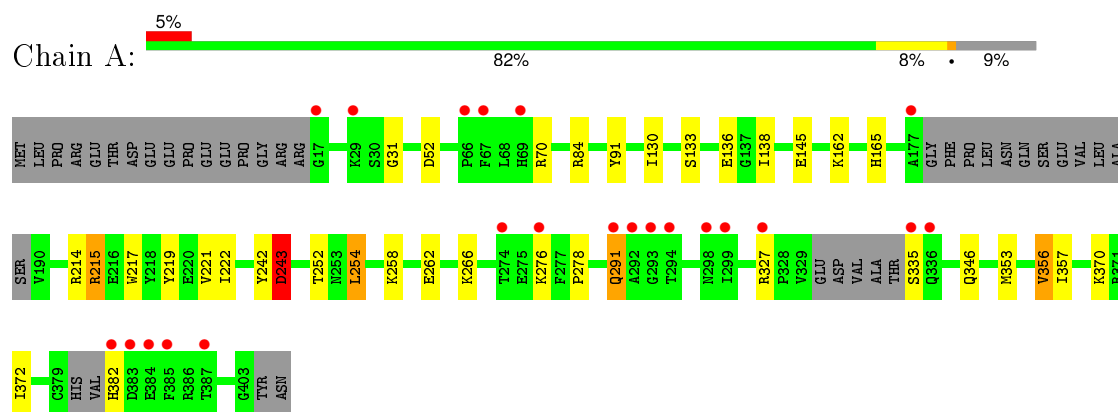 5%
Chain A:
82% 8% • 9%
MET LEU PRO ARG GLU THR ASP GLU GLU PRO GLU GLU PRO GLY ARG ARG G17 K29 S30 G31 D52 P66 F67 L68 H69 R70 R84 Y91 I130 S133 E136 G137 I138 E145 K162 H165 A177 GLY PHE PRO LEU ASN GLN SER GLU VAL LEU ALA
SER V190 R214 R215 E216 W217 Y218 Y219 E220 V221 I222 Y242 D243 T252 N253 L254 K258 E262 K266 T274 E275 K276 F277 P278 Q291 A292 G293 T294 N298 I299 R327 P328 V329 GLU ASP VAL ALA THR S335 Q336 Q346 M353 V356 I357 K370 R371
I372 C379 HIS VAL H382 D383 E384 F385 R386 T387 G403 TYR ASN